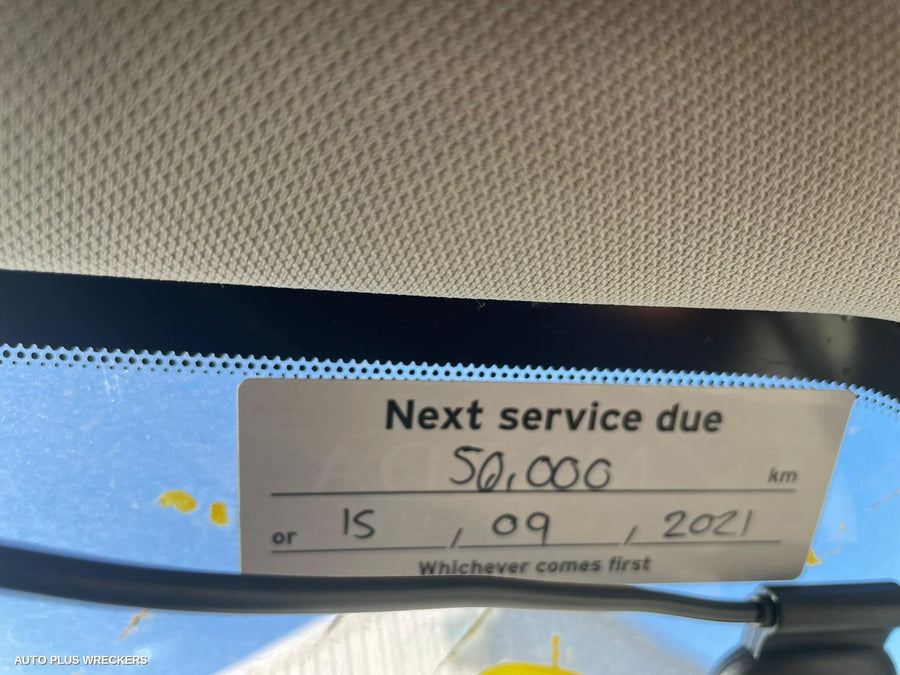 Next service due
50,000 km
or 15 / 09 / 2021
Whichever comes first
AUTO PLUS WRECKERS